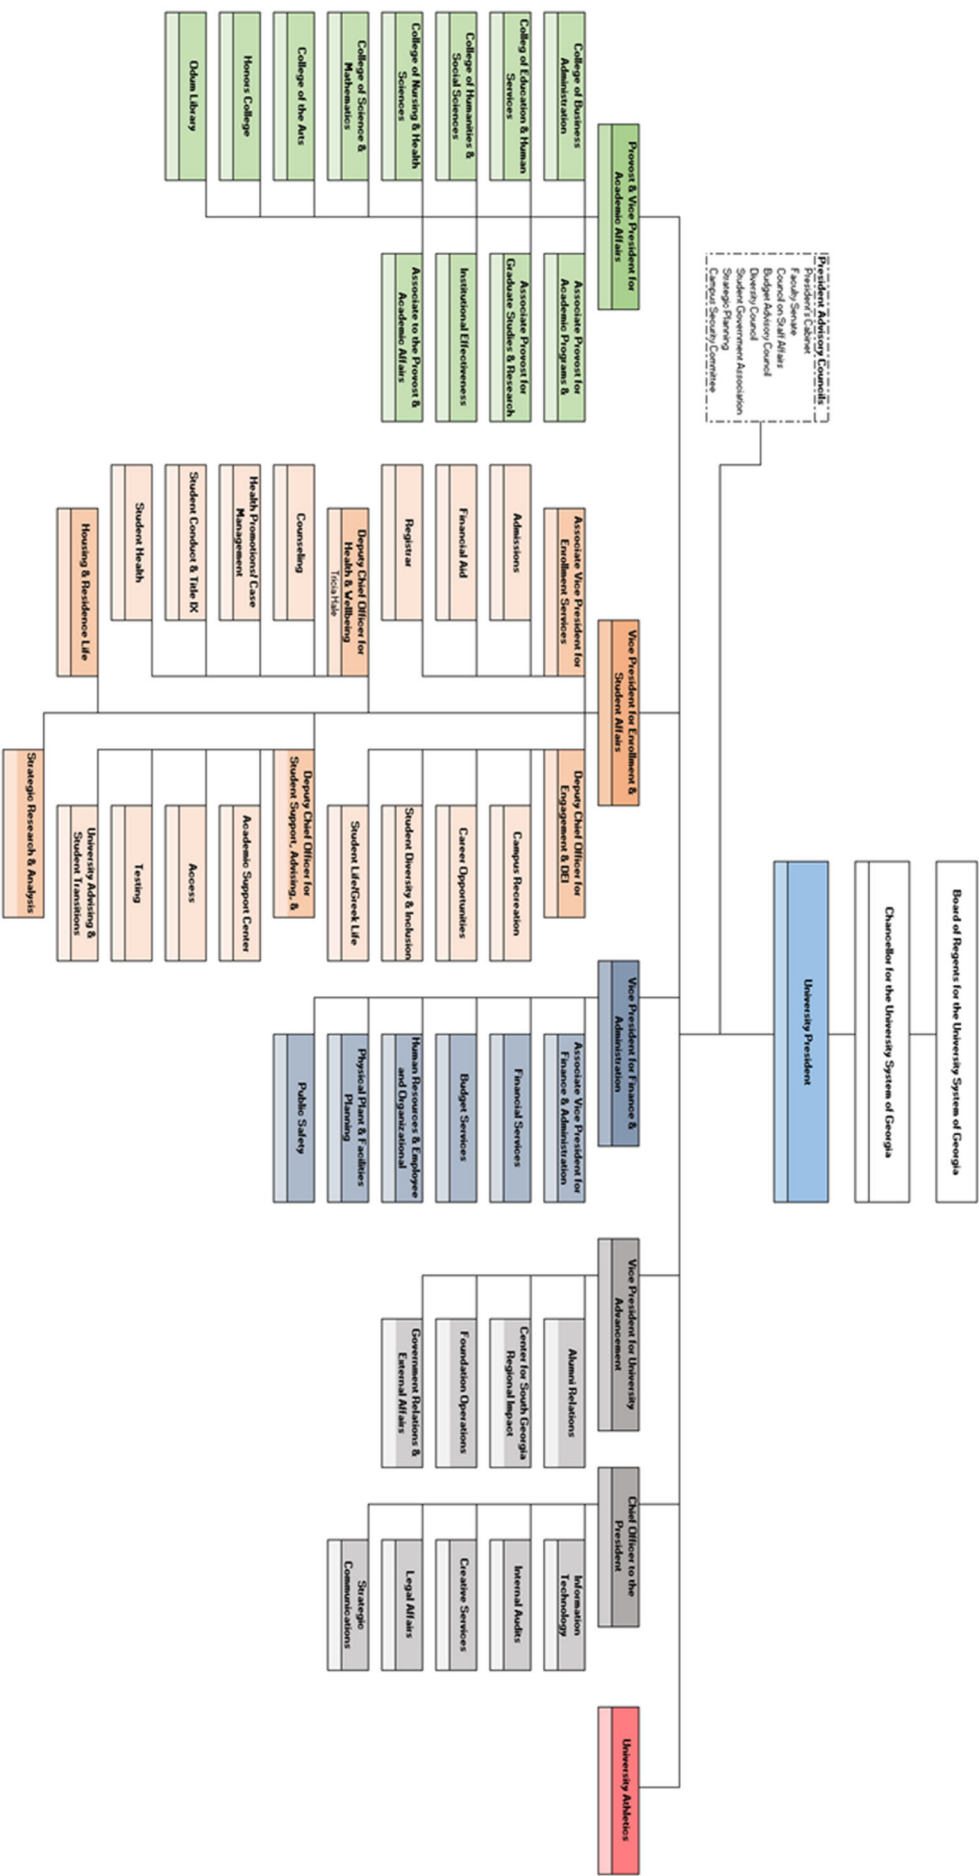 Board of Regents for the University System of Georgia
Chancellor for the University System of Georgia
University President
President Advisory Councils
President's Cabinet
Faculty Senate
Council on Staff Affairs
Budget Advisory Council
Diversity Council
Student Government Association
Strategic Planning
Campus Security Committee
Provost & Vice President for
Academic Affairs
College of Business
Administration
Colleg of Education & Human
Services
College of Humanities &
Social Sciences
College of Nursing & Health
Sciences
College of Science &
Mathematics
College of the Arts
Honors College
Odum Library
Associate Provost for
Academic Programs &
Associate Provost for
Graduate Studies & Research
Institutional Effectiveness
Associate to the Provost &
Academic Affairs
Vice President for Enrollment &
Student Affairs
Associate Vice President for
Enrollment Services
Admissions
Financial Aid
Registrar
Deputy Chief Officer for
Health & Wellbeing
Tricia Hale
Counseling
Health Promotions/ Case
Management
Student Conduct & Title IX
Student Health
Housing & Residence Life
Deputy Chief Officer for
Engagement & DEI
Campus Recreation
Career Opportunities
Student Diversity & Inclusion
Student Life/Greek Life
Deputy Chief Officer for
Student Support, Advising, &
Academic Support Center
Access
Testing
University Advising &
Student Transitions
Strategic Research & Analysis
Vice President for Finance &
Administration
Associate Vice President for
Finance & Administration
Financial Services
Budget Services
Human Resources & Employee
and Organizational
Physical Plant & Facilities
Planning
Public Safety
Vice President for University
Advancement
Alumni Relations
Center for South Georgia
Regional Impact
Foundation Operations
Government Relations &
External Affairs
Chief Officer to the
President
Information
Technology
Internal Audits
Creative Services
Legal Affairs
Strategic
Communications
University Athletics